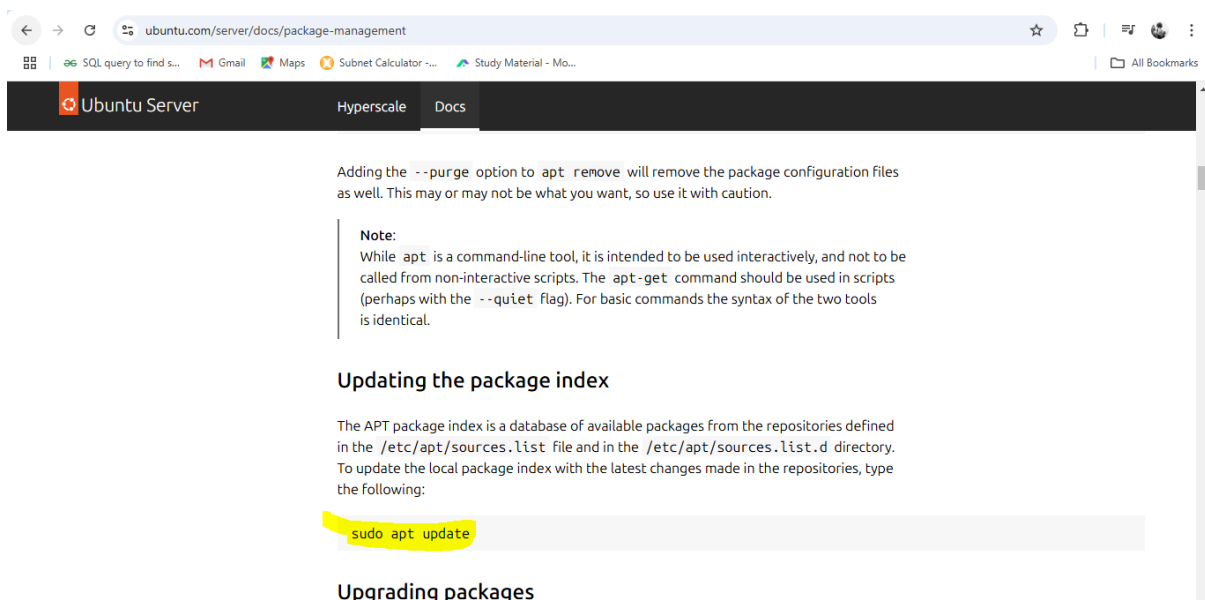 ubuntu.com/server/docs/package-management
SQL query to find s... Gmail Maps Subnet Calculator -... Study Material - Mo... All Bookmarks
Ubuntu Server Hyperscale Docs
Adding the --purge option to apt remove will remove the package configuration files
as well. This may or may not be what you want, so use it with caution.
Note:
While apt is a command-line tool, it is intended to be used interactively, and not to be
called from non-interactive scripts. The apt-get command should be used in scripts
(perhaps with the --quiet flag). For basic commands the syntax of the two tools
is identical.
Updating the package index
The APT package index is a database of available packages from the repositories defined
in the /etc/apt/sources.list file and in the /etc/apt/sources.list.d directory.
To update the local package index with the latest changes made in the repositories, type
the following:
sudo apt update
Upgrading packages